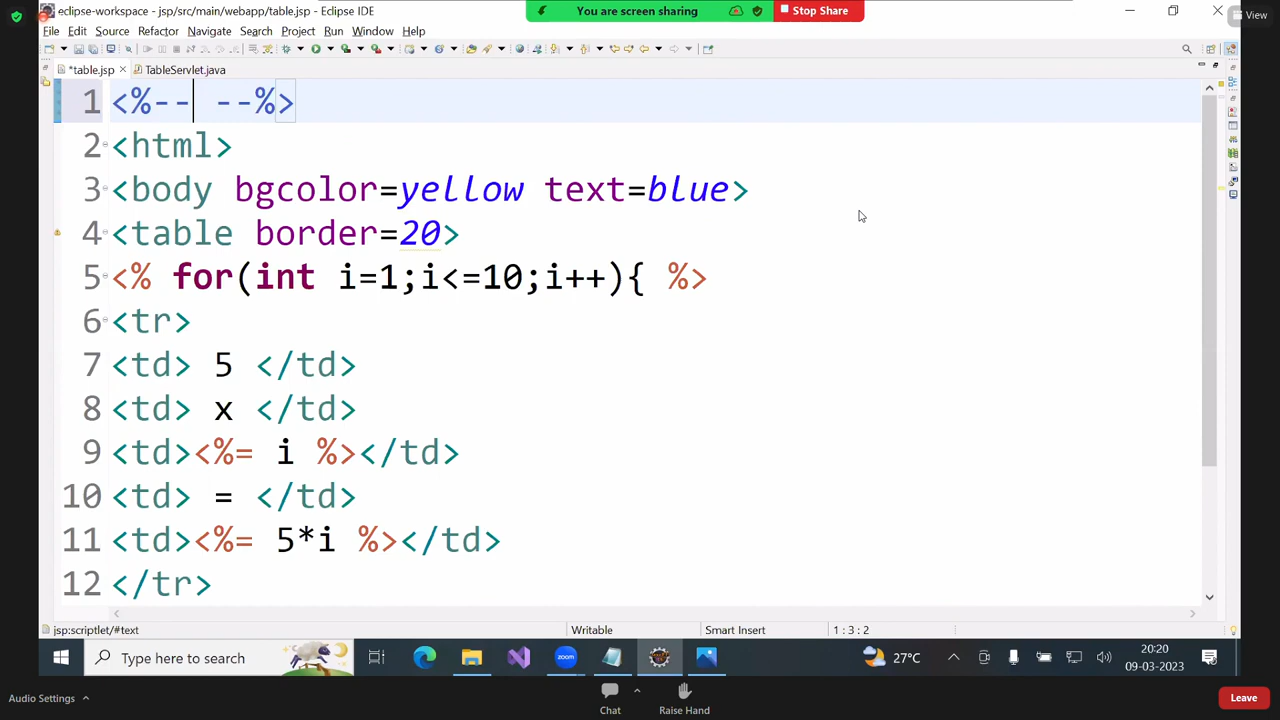 eclipse-workspace - jsp/src/main/webapp/table.jsp - Eclipse IDE
You are screen sharing
Stop Share
View
File Edit Source Refactor Navigate Search Project Run Window Help
*table.jsp
TableServlet.java
1 <%-- --%>
2 <html>
3 <body bgcolor=yellow text=blue>
4 <table border=20>
5 <% for(int i=1;i<=10;i++){ %>
6 <tr>
7 <td> 5 </td>
8 <td> x </td>
9 <td><%= i %></td>
10 <td> = </td>
11 <td><%= 5*i %></td>
12 </tr>
jsp:scriptlet/#text
Writable
Smart Insert
1 : 3 : 2
Type here to search
zoom
27°C
20:20
09-03-2023
Audio Settings
Chat
Raise Hand
Leave